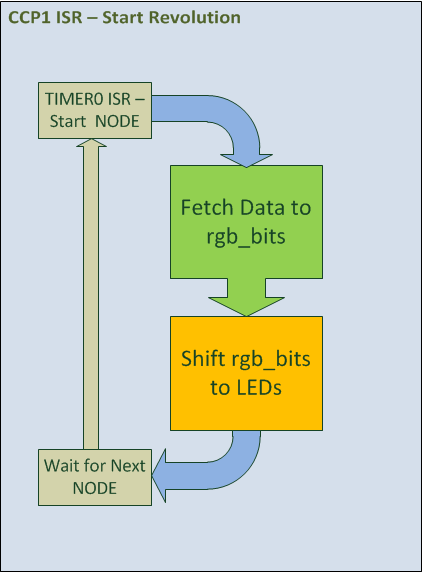 CCP1 ISR – Start Revolution
TIMER0 ISR –
Start NODE
Fetch Data to
rgb_bits
Shift rgb_bits
to LEDs
Wait for Next
NODE